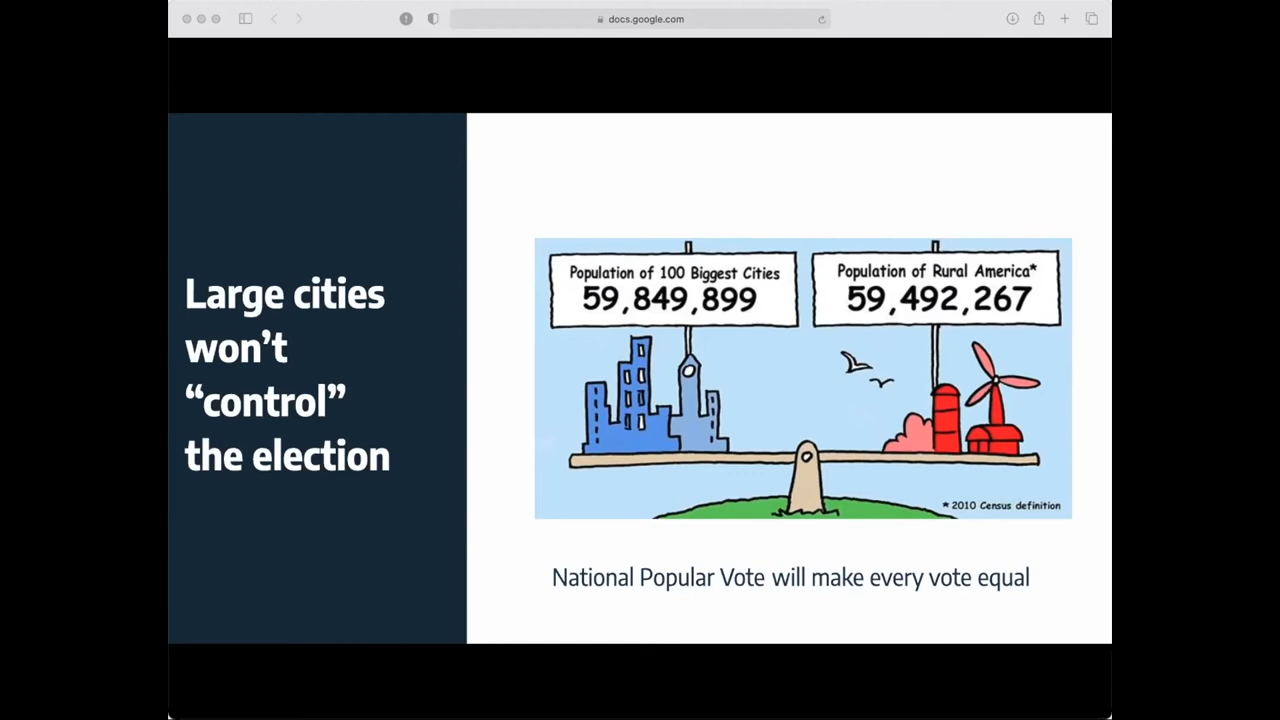 docs.google.com
Large cities
won’t
“control”
the election
Population of 100 Biggest Cities
59,849,899
Population of Rural America*
59,492,267
* 2010 Census definition
National Popular Vote will make every vote equal